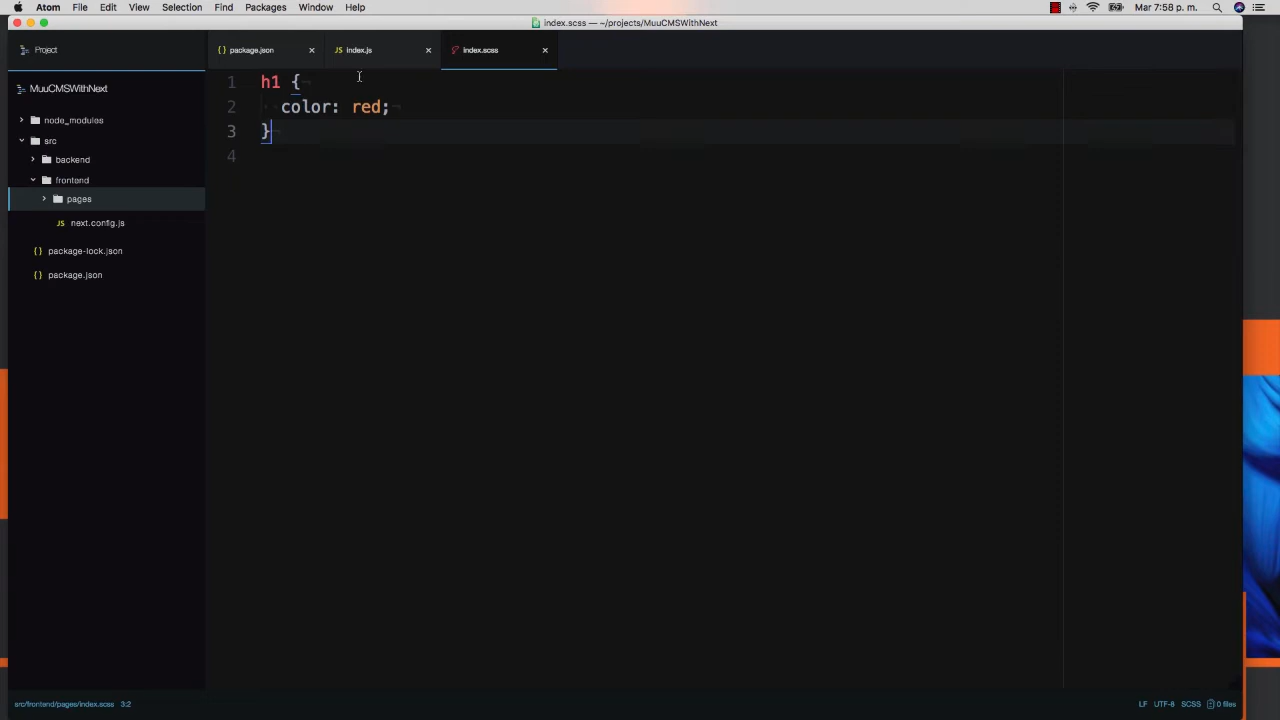 Atom File Edit View Selection Find Packages Window Help Mar 7:58 p. m.
index.scss — ~/projects/MuuCMSWithNext
Project
package.json
index.js
index.scss
MuuCMSWithNext
node_modules
src
backend
frontend
pages
JS next.config.js
{} package-lock.json
{} package.json
1 h1 {
2 color: red;
3 }
4
src/frontend/pages/index.scss 3:2 LF UTF-8 SCSS 0 files